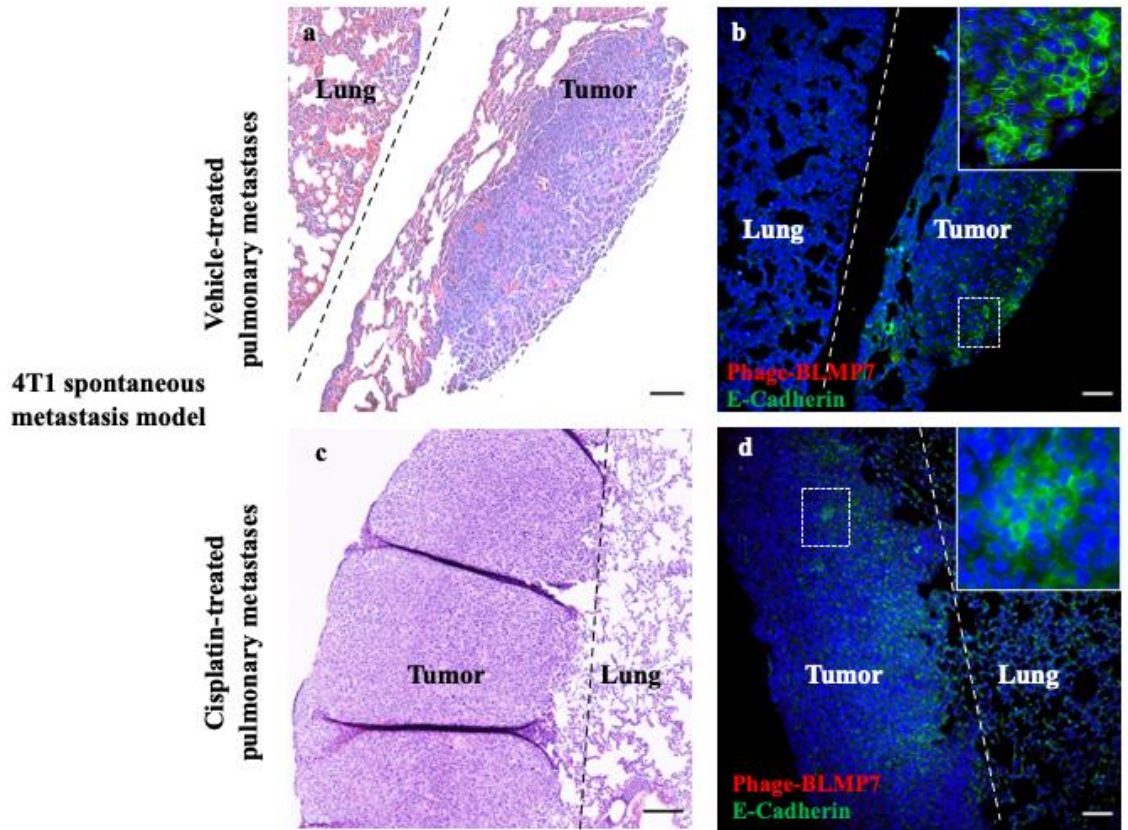 4T1 spontaneous
metastasis model
Vehicle-treated
pulmonary metastases
a
Lung
Tumor
b
Lung
Tumor
Phage-BLMP7
E-Cadherin
Cisplatin-treated
pulmonary metastases
c
Tumor
Lung
d
Tumor
Lung
Phage-BLMP7
E-Cadherin